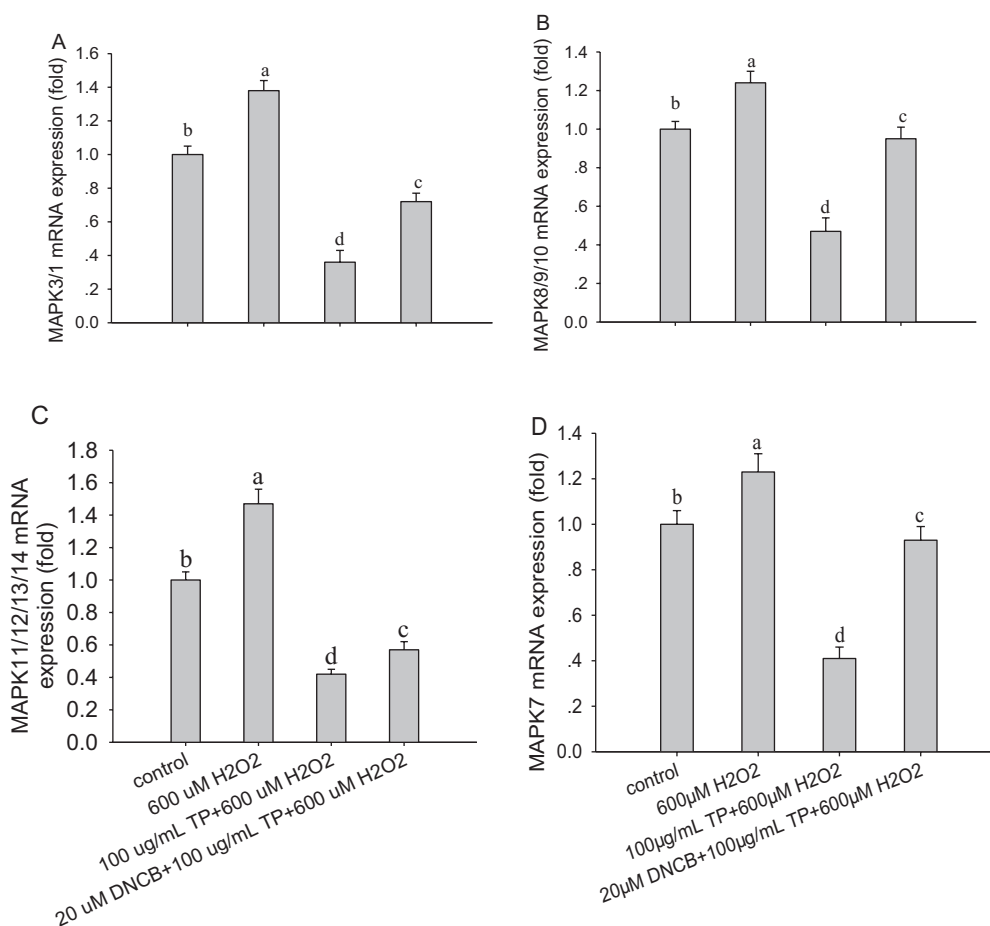 A
MAPK3/1 mRNA expression (fold)
1.6
1.4
1.2
1.0
.8
.6
.4
.2
0.0
b
a
d
c
B
MAPK8/9/10 mRNA expression (fold)
1.4
1.2
1.0
.8
.6
.4
.2
0.0
b
a
d
c
C
MAPK11/12/13/14 mRNA
expression (fold)
1.8
1.6
1.4
1.2
1.0
0.8
0.6
0.4
0.2
0.0
b
a
d
c
control
600 uM H2O2
100 ug/mL TP+600 uM H2O2
20 uM DNCB+100 ug/mL TP+600 uM H2O2
D
MAPK7 mRNA expression (fold)
1.4
1.2
1.0
.8
.6
.4
.2
0.0
b
a
d
c
control
600µM H2O2
100µg/mL TP+600µM H2O2
20µM DNCB+100µg/mL TP+600µM H2O2